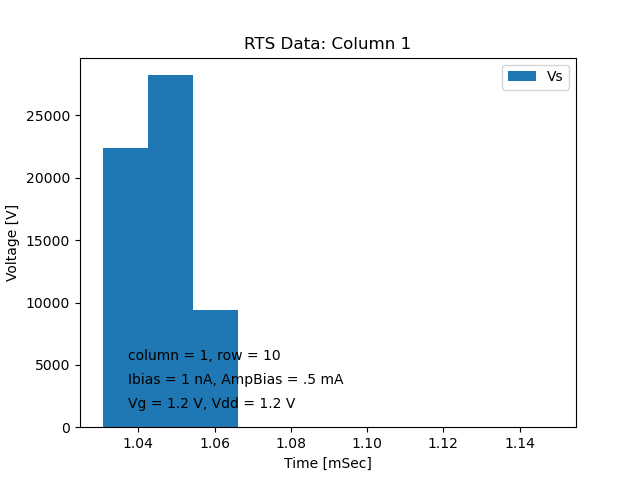 RTS Data: Column 1
Vs
Voltage [V]
25000
20000
15000
10000
5000
0
column = 1, row = 10
Ibias = 1 nA, AmpBias = .5 mA
Vg = 1.2 V, Vdd = 1.2 V
1.04 1.06 1.08 1.10 1.12 1.14
Time [mSec]